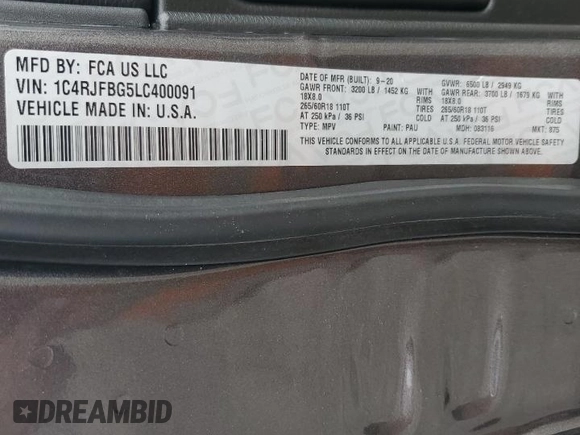 MFD BY: FCA US LLC
VIN: 1C4RJFBG5LC400091
VEHICLE MADE IN: U.S.A.
DATE OF MFR (BUILT): 9-20 GVWR: 6500 LB / 2949 KG
GAWR FRONT: 3200 LB / 1452 KG WITH GAWR REAR: 3700 LB / 1679 KG WITH
18X8.0 RIMS 18X8.0 RIMS
265/60R18 110T TIRES 265/60R18 110T TIRES
AT 250 kPa / 36 PSI COLD AT 250 kPa / 36 PSI COLD
TYPE: MPV PAINT: PAU MDH: 083116 MKT: 875
THIS VEHICLE CONFORMS TO ALL APPLICABLE U.S.A. FEDERAL MOTOR VEHICLE SAFETY
STANDARDS IN EFFECT ON THE DATE OF MANUFACTURE SHOWN ABOVE.
DREAMBID